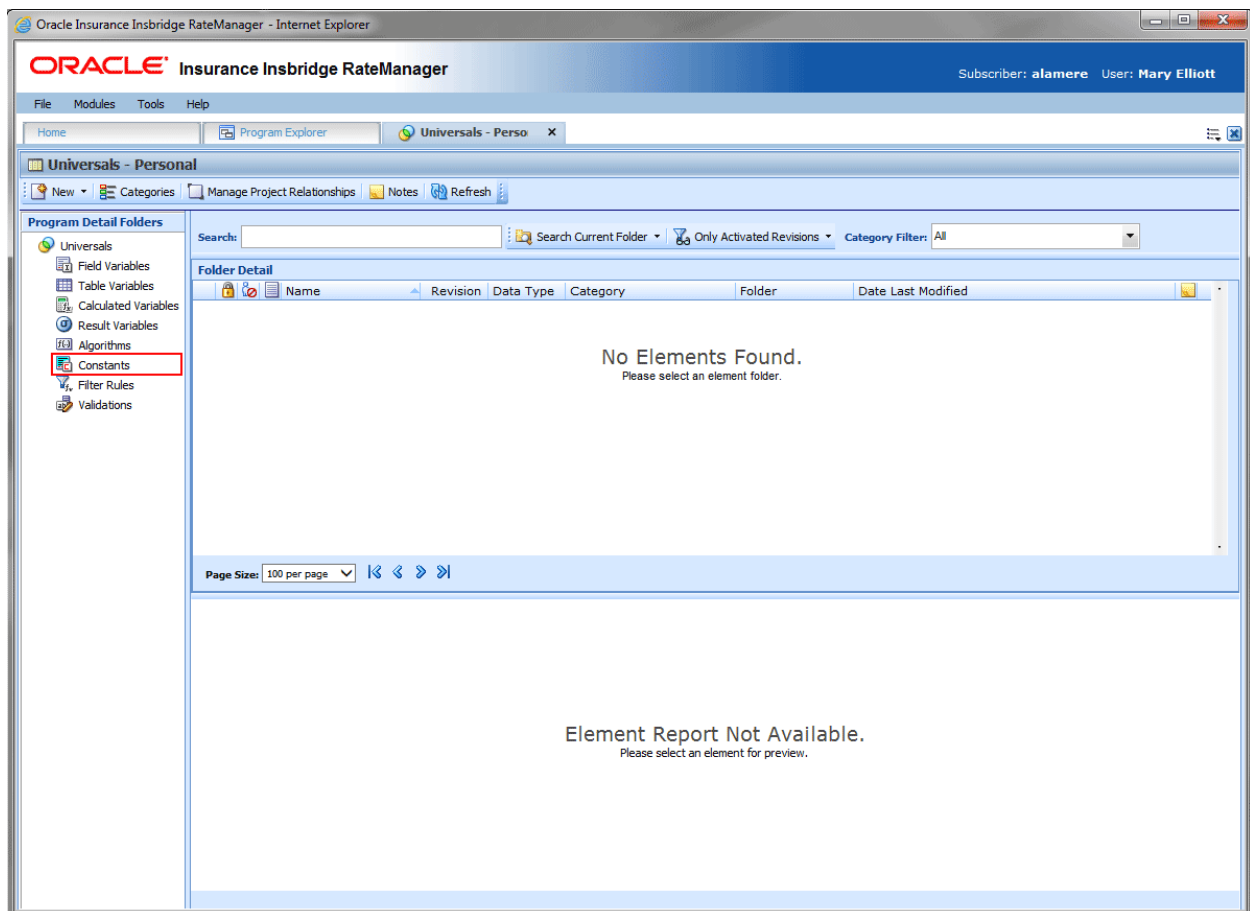 Oracle Insurance Insbridge RateManager - Internet Explorer
ORACLE Insurance Insbridge RateManager
Subscriber: alamere User: Mary Elliott
File Modules Tools Help
Home Program Explorer Universals - Perso x
Universals - Personal
New Categories Manage Project Relationships Notes Refresh
Program Detail Folders
Universals
Field Variables
Table Variables
Calculated Variables
Result Variables
Algorithms
Constants
Filter Rules
Validations
Search: Search Current Folder Only Activated Revisions Category Filter: All
Folder Detail
Name Revision Data Type Category Folder Date Last Modified
No Elements Found.
Please select an element folder.
Page Size: 100 per page
Element Report Not Available.
Please select an element for preview.